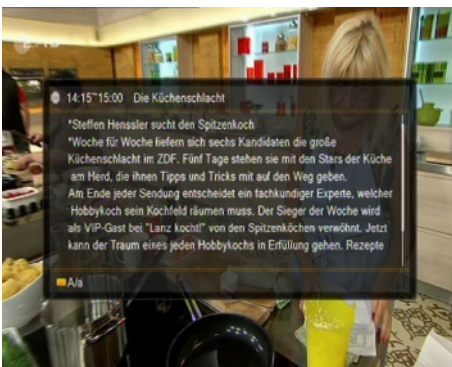 14:15~15:00 Die Küchenschlacht
*Steffen Henssler sucht den Spitzenkoch
*Woche für Woche liefern sich sechs Kandidaten die große
Küchenschlacht im ZDF. Fünf Tage stehen sie mit den Stars der Küche
am Herd, die ihnen Tipps und Tricks mit auf den Weg geben.
Am Ende jeder Sendung entscheidet ein fachkundiger Experte, welcher
Hobbykoch sein Kochfeld räumen muss. Der Sieger der Woche wird
als VIP-Gast bei "Lanz kocht!" von den Spitzenköchen verwöhnt. Jetzt
kann der Traum eines jeden Hobbykochs in Erfüllung gehen. Rezepte
A/a